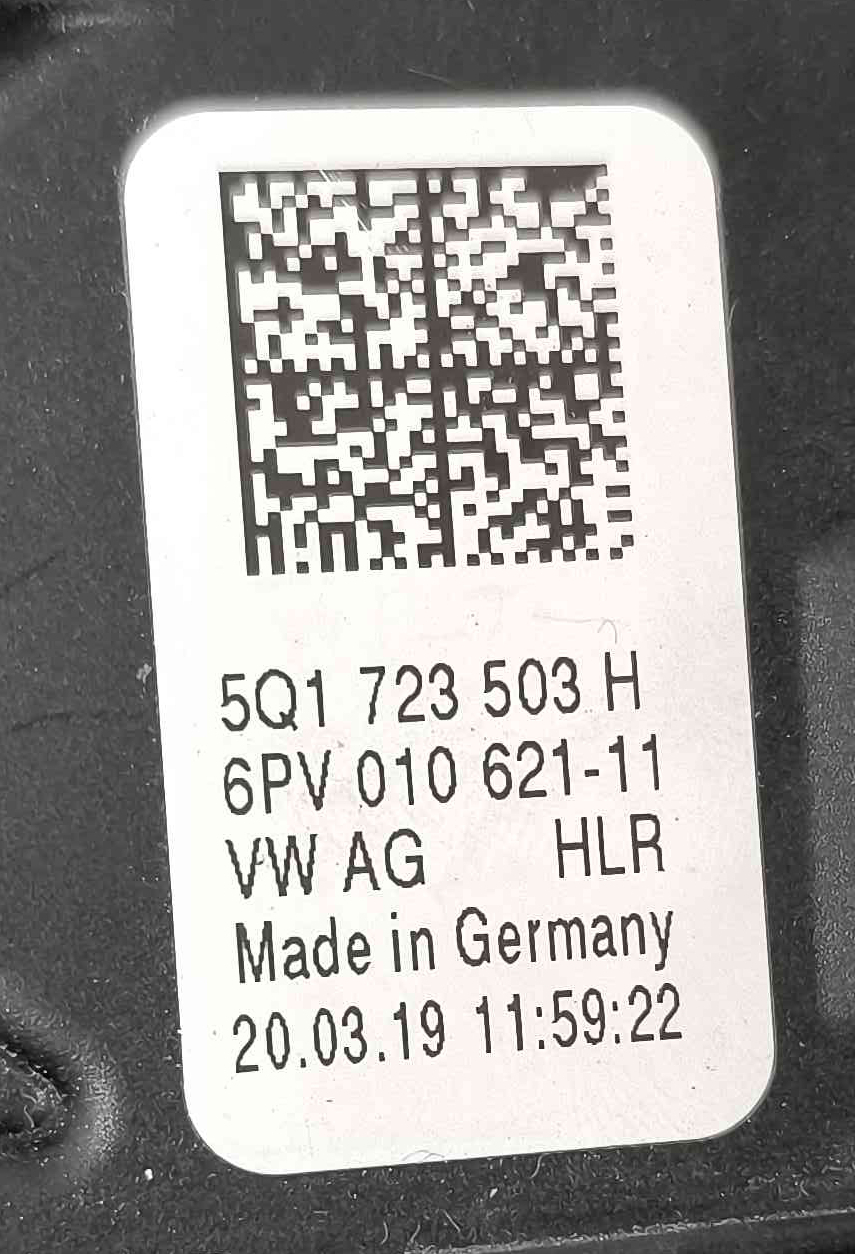 5Q1 723 503 H
6PV 010 621-11
VW AG HLR
Made in Germany
20.03.19 11:59:22